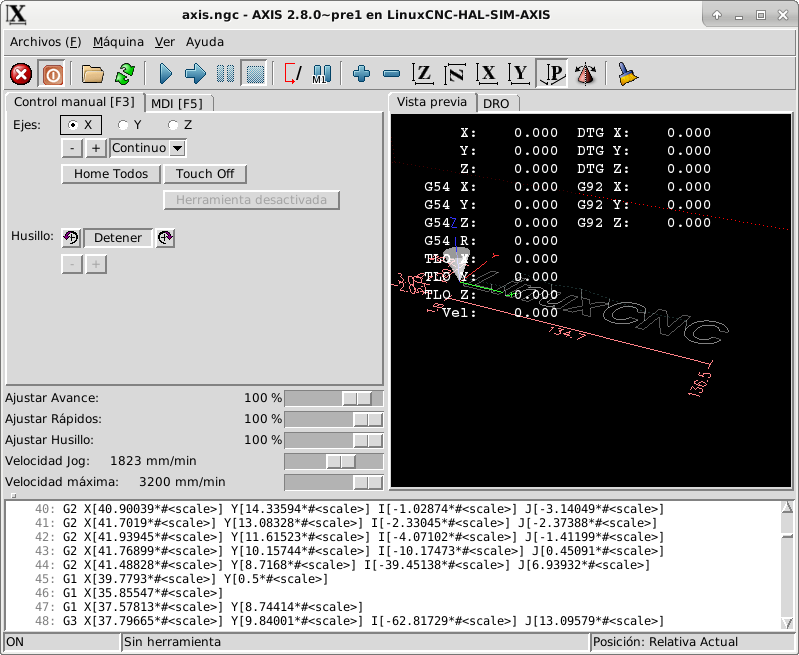 axis.ngc - AXIS 2.8.0~pre1 en LinuxCNC-HAL-SIM-AXIS
Archivos (F) Máquina Ver Ayuda
M1 Z N X Y P
Control manual [F3] MDI [F5]
Ejes: X Y Z
- + Continuo
Home Todos Touch Off
Herramienta desactivada
Husillo: Detener
- +
Vista previa DRO
X: 0.000 DTG X: 0.000
Y: 0.000 DTG Y: 0.000
Z: 0.000 DTG Z: 0.000
G54 X: 0.000 G92 X: 0.000
G54 Y: 0.000 G92 Y: 0.000
G54 Z: 0.000 G92 Z: 0.000
G54 R: 0.000
TLO X: 0.000
TLO Y: 0.000
TLO Z: 0.000
Vel: 0.000
LinuxCNC
134.7
136.5
Ajustar Avance: 100 %
Ajustar Rápidos: 100 %
Ajustar Husillo: 100 %
Velocidad Jog: 1823 mm/min
Velocidad máxima: 3200 mm/min
40: G2 X[40.90039*#<scale>] Y[14.33594*#<scale>] I[-1.02874*#<scale>] J[-3.14049*#<scale>]
41: G2 X[41.7019*#<scale>] Y[13.08328*#<scale>] I[-2.33045*#<scale>] J[-2.37388*#<scale>]
42: G2 X[41.93945*#<scale>] Y[11.61523*#<scale>] I[-4.07102*#<scale>] J[-1.41199*#<scale>]
43: G2 X[41.76899*#<scale>] Y[10.15744*#<scale>] I[-10.17473*#<scale>] J[0.45091*#<scale>]
44: G2 X[41.48828*#<scale>] Y[8.7168*#<scale>] I[-39.45138*#<scale>] J[6.93932*#<scale>]
45: G1 X[39.7793*#<scale>] Y[0.5*#<scale>]
46: G1 X[35.85547*#<scale>]
47: G1 X[37.57813*#<scale>] Y[8.74414*#<scale>]
48: G3 X[37.79665*#<scale>] Y[9.84001*#<scale>] I[-62.81729*#<scale>] J[13.09579*#<scale>]
ON Sin herramienta Posición: Relativa Actual